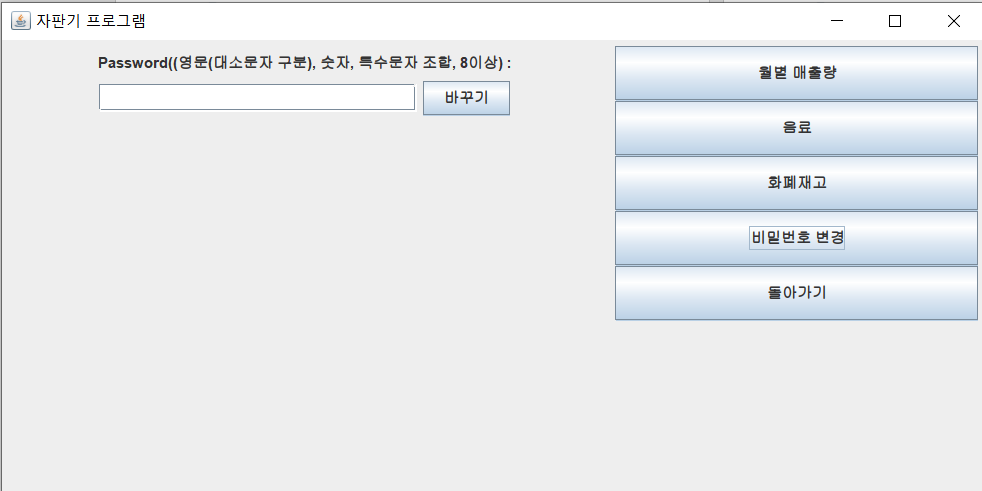 자판기 프로그램
Password((영문(대소문자 구분), 숫자, 특수문자 조합, 8이상) :
바꾸기
월별 매출량
음료
화폐재고
비밀번호 변경
돌아가기